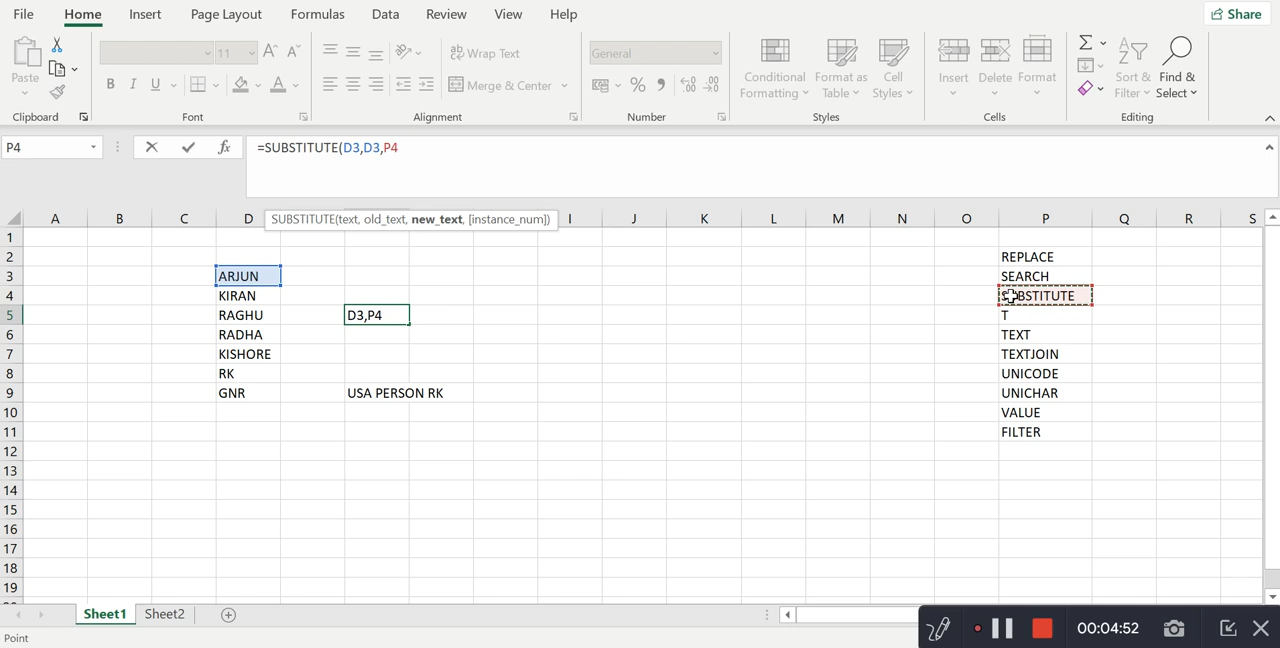 File Home Insert Page Layout Formulas Data Review View Help Share
Paste 11 A A Wrap Text General Conditional Formatting Format as Table Cell Styles Insert Delete Format Sort & Filter Find & Select
B I U A Merge & Center % 9
Clipboard Font Alignment Number Styles Cells Editing
P4 fx =SUBSTITUTE(D3,D3,P4
SUBSTITUTE(text, old_text, new_text, [instance_num])
A B C D I J K L M N O P Q R S
1
2 REPLACE
3 ARJUN SEARCH
4 KIRAN SUBSTITUTE
5 RAGHU D3,P4 T
6 RADHA TEXT
7 KISHORE TEXTJOIN
8 RK UNICODE
9 GNR USA PERSON RK UNICHAR
10 VALUE
11 FILTER
12
13
14
15
16
17
18
19
Sheet1 Sheet2
Point 00:04:52